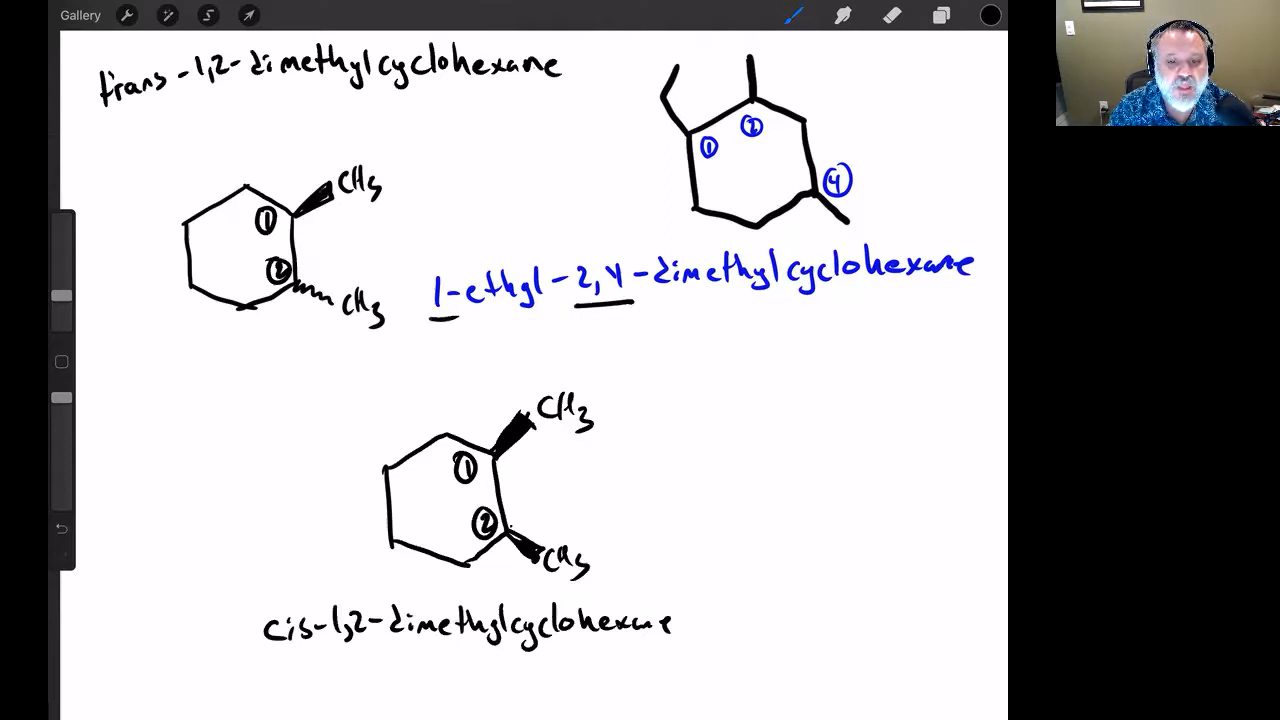 Gallery
trans-1,2-dimethylcyclohexane
CH3
1
2
CH3
1
2
4
1-ethyl-2,4-dimethylcyclohexane
CH3
1
2
CH3
cis-1,2-dimethylcyclohexane